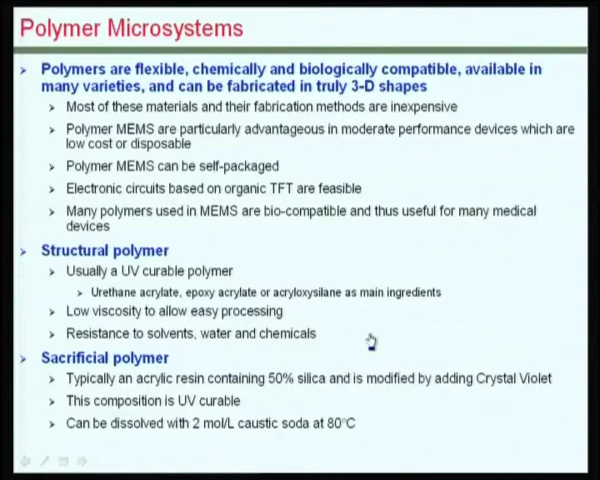 Polymer Microsystems
Polymers are flexible, chemically and biologically compatible, available in
many varieties, and can be fabricated in truly 3-D shapes
Most of these materials and their fabrication methods are inexpensive
Polymer MEMS are particularly advantageous in moderate performance devices which are
low cost or disposable
Polymer MEMS can be self-packaged
Electronic circuits based on organic TFT are feasible
Many polymers used in MEMS are bio-compatible and thus useful for many medical
devices
Structural polymer
Usually a UV curable polymer
Urethane acrylate, epoxy acrylate or acryloxysilane as main ingredients
Low viscosity to allow easy processing
Resistance to solvents, water and chemicals
Sacrificial polymer
Typically an acrylic resin containing 50% silica and is modified by adding Crystal Violet
This composition is UV curable
Can be dissolved with 2 mol/L caustic soda at 80°C